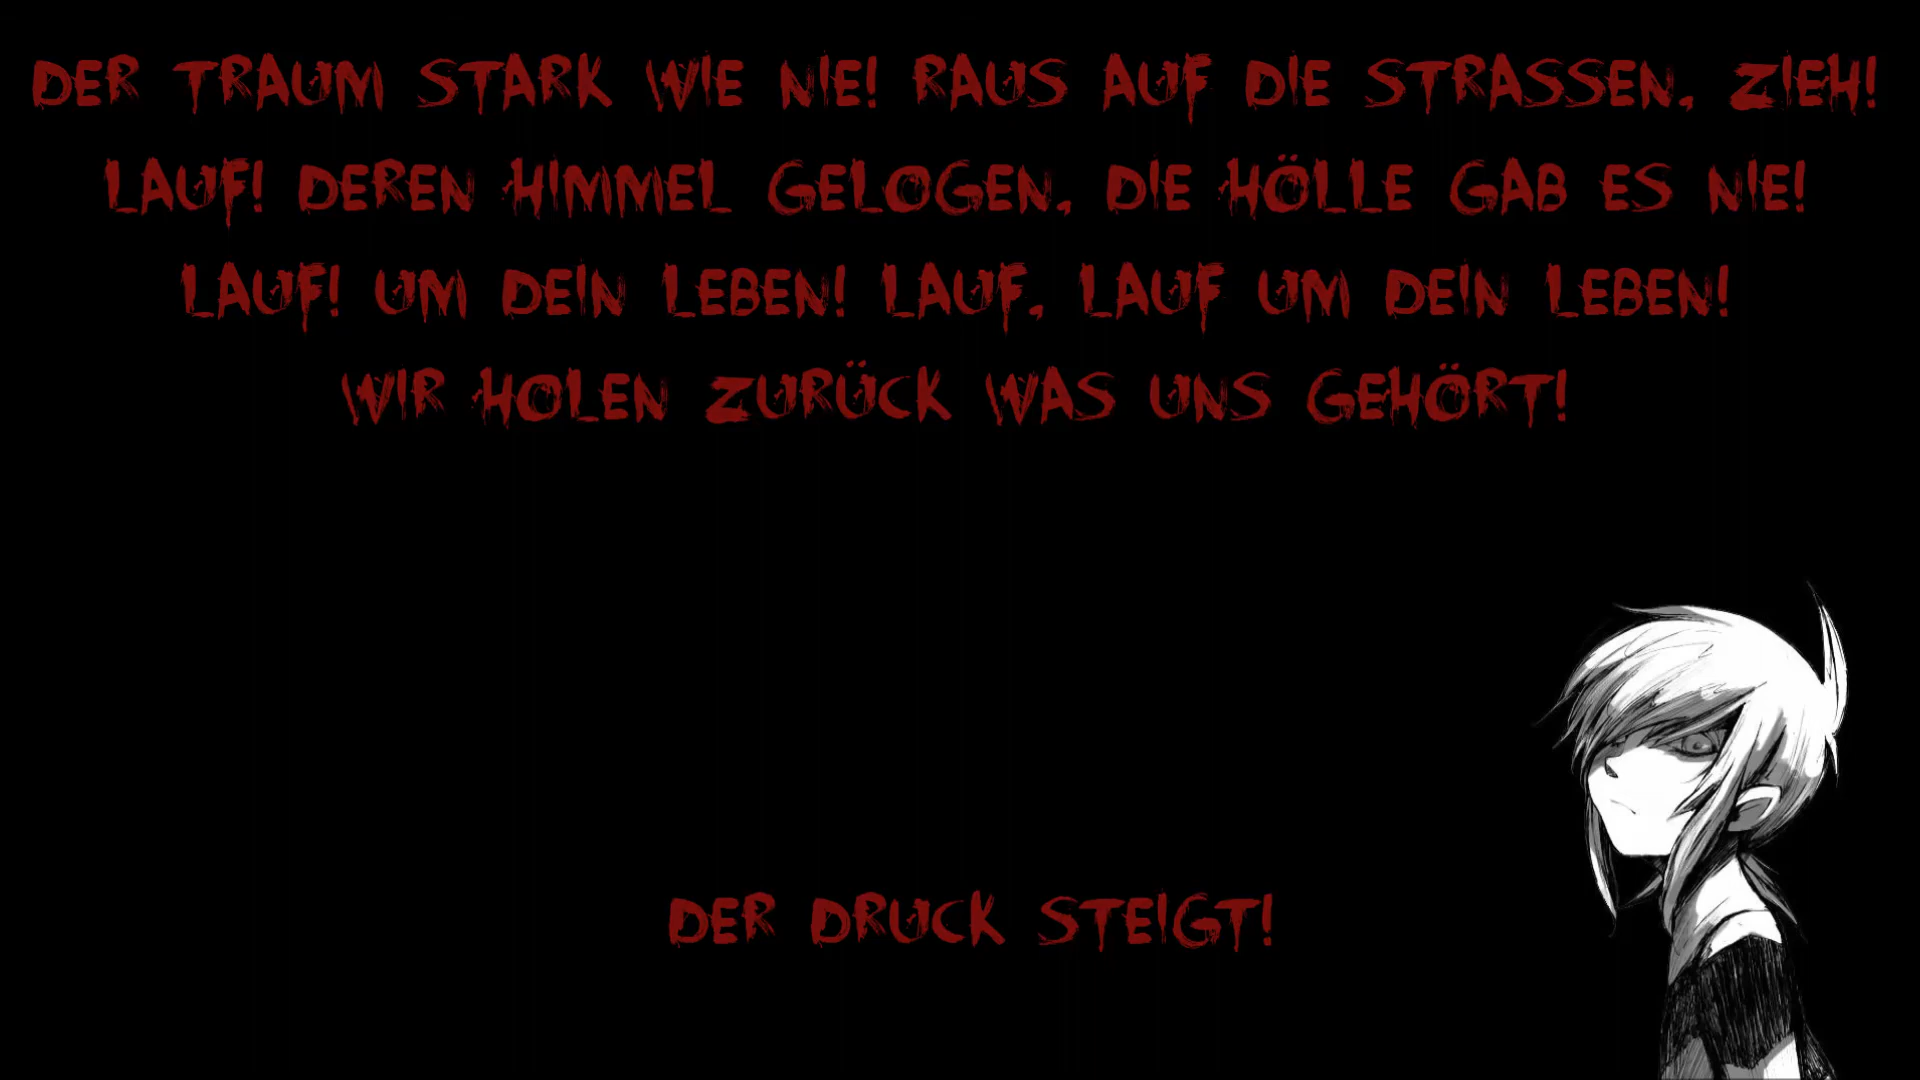 DER TRAUM STARK WIE NIE! RAUS AUF DIE STRASSEN, ZIEH!
LAUF! DEREN HIMMEL GELOGEN, DIE HÖLLE GAB ES NIE!
LAUF! UM DEIN LEBEN! LAUF, LAUF UM DEIN LEBEN!
WIR HOLEN ZURÜCK WAS UNS GEHÖRT!
DER DRUCK STEIGT!